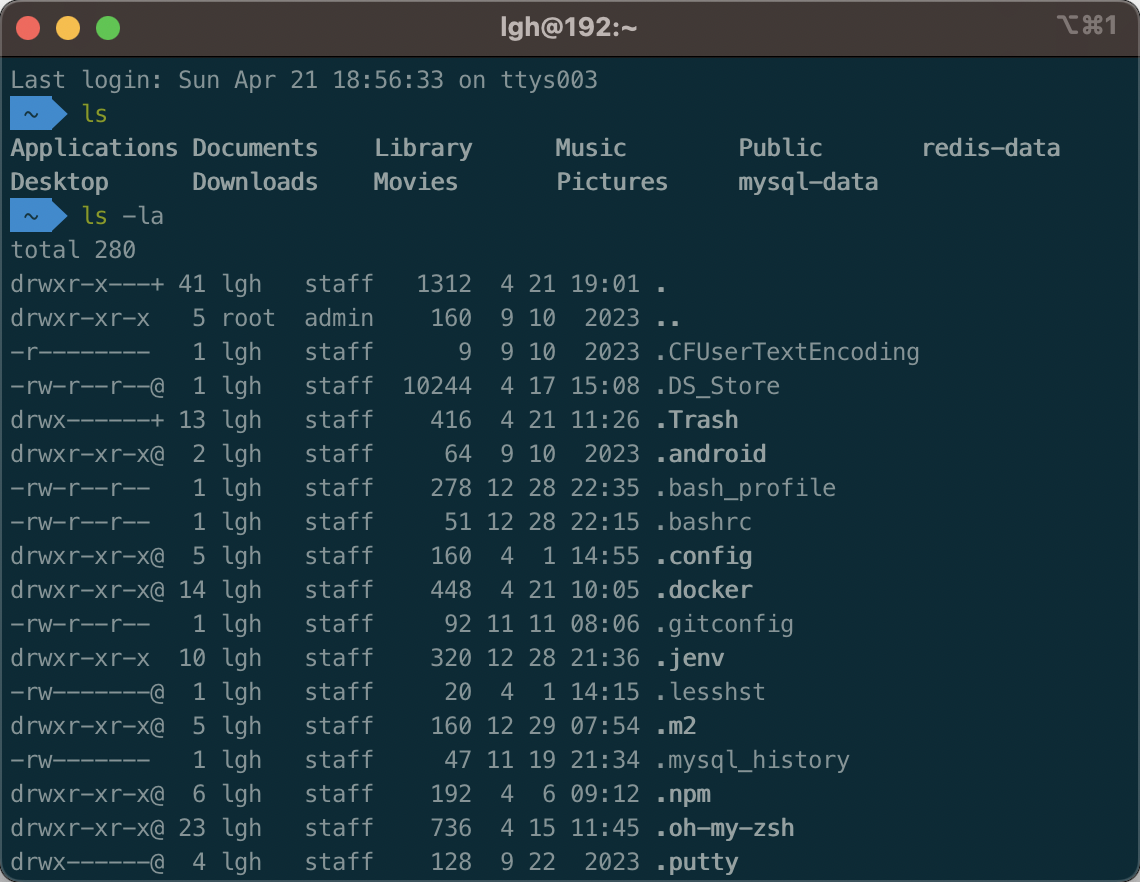 lgh@192:~ ⌥⌘1
Last login: Sun Apr 21 18:56:33 on ttys003
~ ls
Applications Documents    Library      Music        Public       redis-data
Desktop      Downloads    Movies       Pictures     mysql-data
~ ls -la
total 280
drwxr-x---+ 41 lgh   staff   1312  4 21 19:01 .
drwxr-xr-x   5 root  admin    160  9 10  2023 ..
-r--------   1 lgh   staff      9  9 10  2023 .CFUserTextEncoding
-rw-r--r--@  1 lgh   staff  10244  4 17 15:08 .DS_Store
drwx------+ 13 lgh   staff    416  4 21 11:26 .Trash
drwxr-xr-x@  2 lgh   staff     64  9 10  2023 .android
-rw-r--r--   1 lgh   staff    278 12 28 22:35 .bash_profile
-rw-r--r--   1 lgh   staff     51 12 28 22:15 .bashrc
drwxr-xr-x@  5 lgh   staff    160  4  1 14:55 .config
drwxr-xr-x@ 14 lgh   staff    448  4 21 10:05 .docker
-rw-r--r--   1 lgh   staff     92 11 11 08:06 .gitconfig
drwxr-xr-x  10 lgh   staff    320 12 28 21:36 .jenv
-rw-------@  1 lgh   staff     20  4  1 14:15 .lesshst
drwxr-xr-x@  5 lgh   staff    160 12 29 07:54 .m2
-rw-------   1 lgh   staff     47 11 19 21:34 .mysql_history
drwxr-xr-x@  6 lgh   staff    192  4  6 09:12 .npm
drwxr-xr-x@ 23 lgh   staff    736  4 15 11:45 .oh-my-zsh
drwx------@  4 lgh   staff    128  9 22  2023 .putty